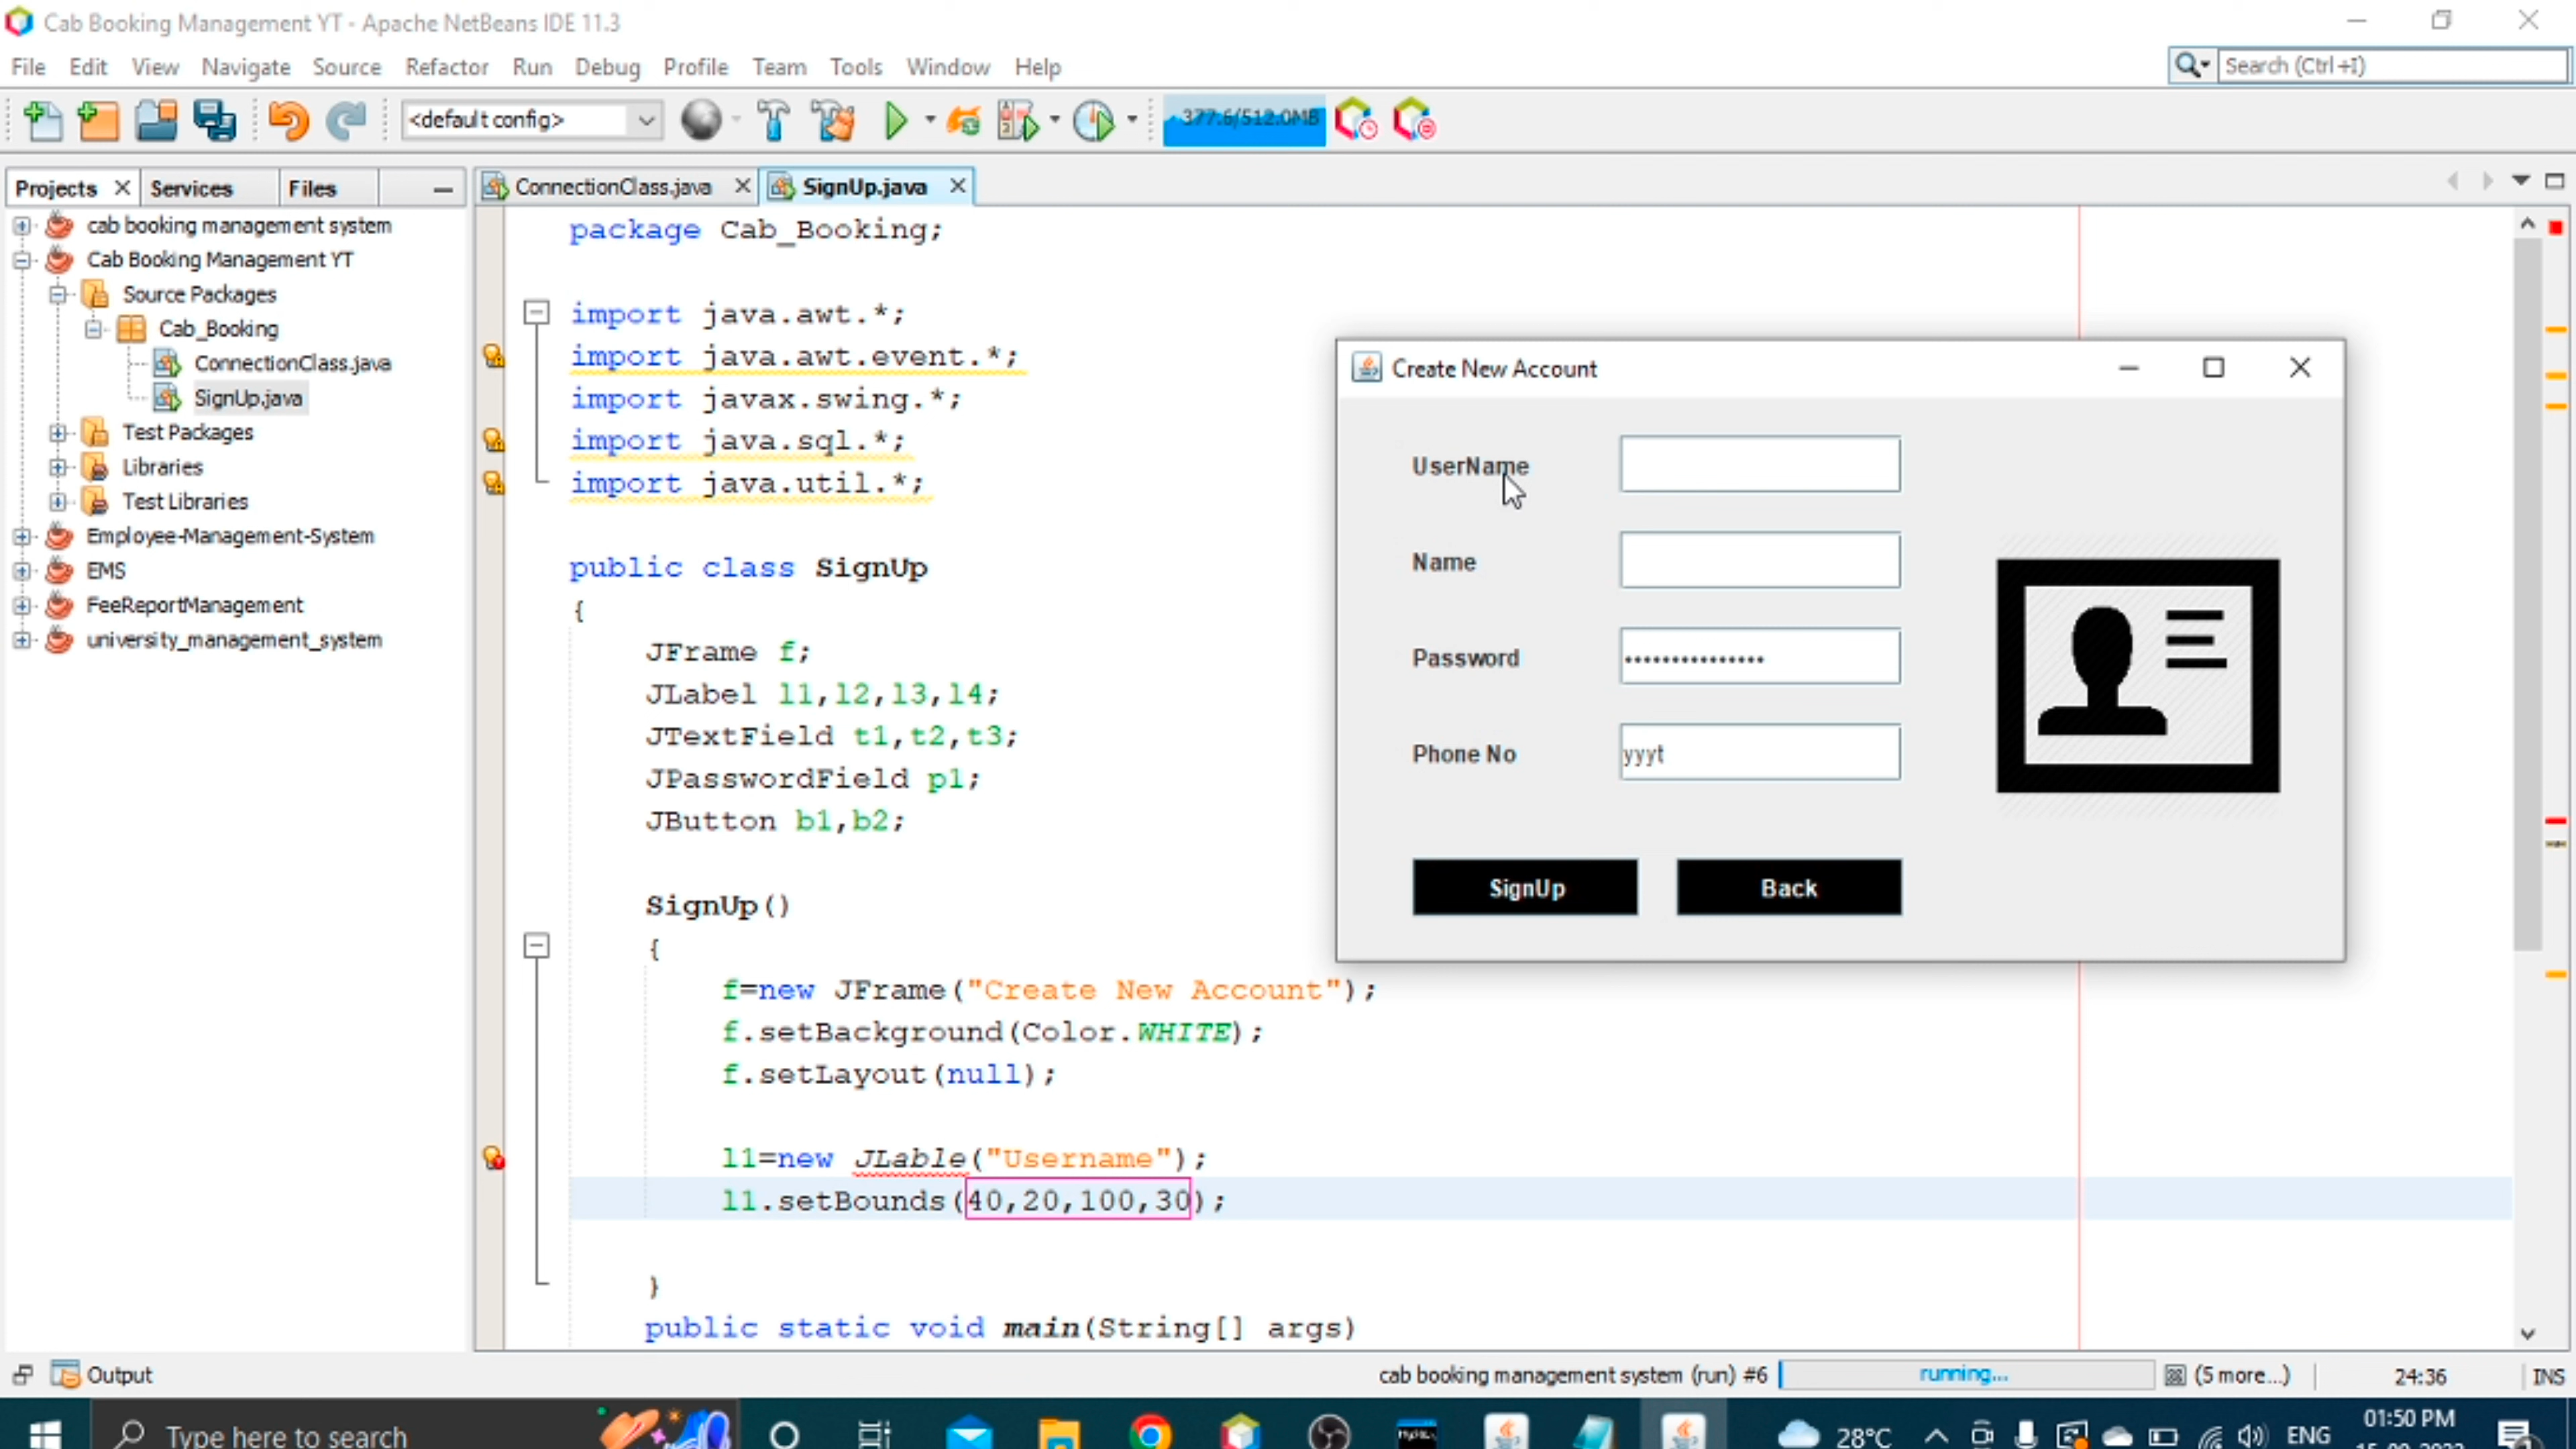 Cab Booking Management YT - Apache NetBeans IDE 11.3
File Edit View Navigate Source Refactor Run Debug Profile Team Tools Window Help
Search (Ctrl+I)
<default config>
377.6/512.0MB
Projects Services Files
ConnectionClass.java SignUp.java
cab booking management system
Cab Booking Management YT
Source Packages
Cab_Booking
ConnectionClass.java
SignUp.java
Test Packages
Libraries
Test Libraries
Employee-Management-System
EMS
FeeReportManagement
university_management_system
package Cab_Booking;
import java.awt.*;
import java.awt.event.*;
import javax.swing.*;
import java.sql.*;
import java.util.*;
public class SignUp
{
JFrame f;
JLabel l1,l2,l3,l4;
JTextField t1,t2,t3;
JPasswordField p1;
JButton b1,b2;
SignUp()
{
f=new JFrame("Create New Account");
f.setBackground(Color.WHITE);
f.setLayout(null);
l1=new JLable("Username");
l1.setBounds(40,20,100,30);
}
public static void main(String[] args)
Create New Account
UserName
Name
Password
Phone No yyyt
SignUp Back
Output
cab booking management system (run) #6 running... (5 more...) 24:36 INS
Type here to search
28°C ENG 01:50 PM